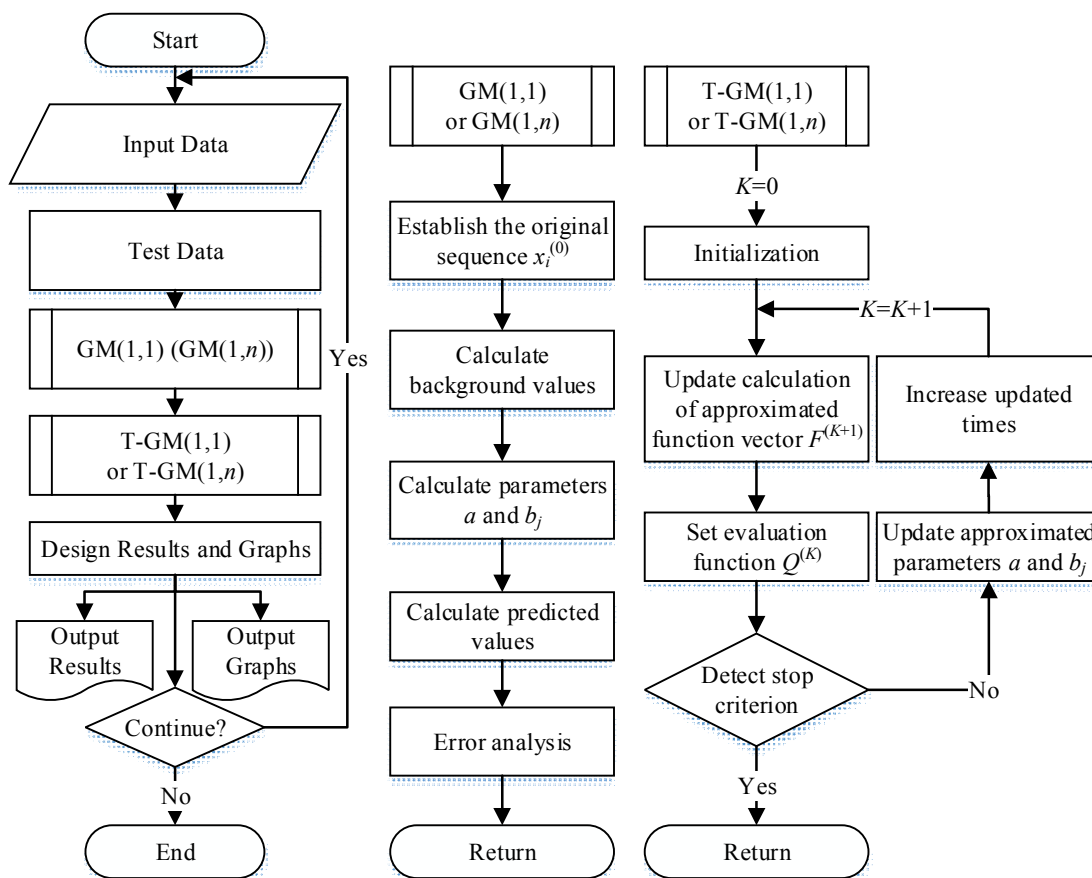 Start
Input Data
Test Data
GM(1,1) (GM(1,n))
T-GM(1,1)
or T-GM(1,n)
Design Results and Graphs
Output
Results
Output
Graphs
Continue?
Yes
No
End
GM(1,1)
or GM(1,n)
Establish the original
sequence xᵢ⁽⁰⁾
Calculate
background values
Calculate parameters
a and bⱼ
Calculate predicted
values
Error analysis
Return
T-GM(1,1)
or T-GM(1,n)
K=0
Initialization
K=K+1
Update calculation
of approximated
function vector F⁽ᴷ⁺¹⁾
Increase updated
times
Set evaluation
function Q⁽ᴷ⁾
Update approximated
parameters a and bⱼ
Detect stop
criterion
No
Yes
Return